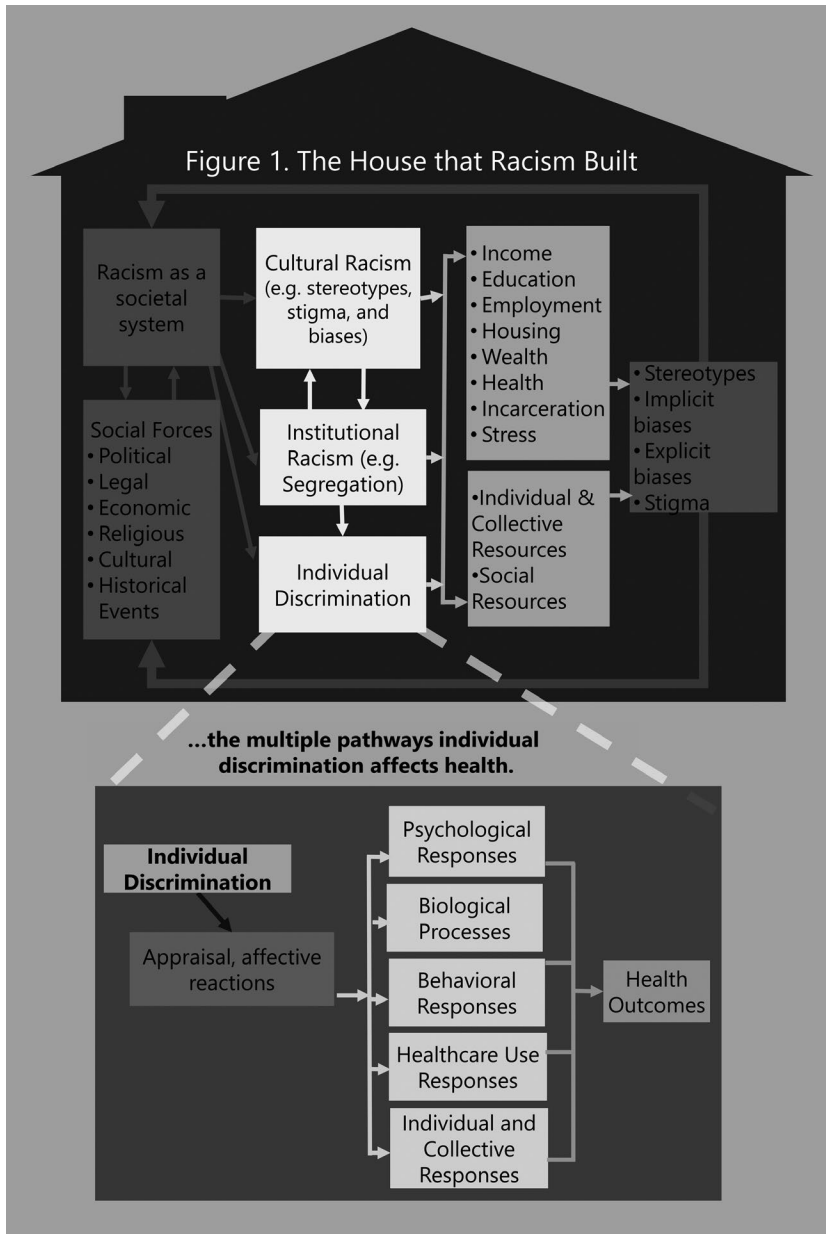 Figure 1. The House that Racism Built
Racism as a
societal
system
Social Forces
• Political
• Legal
• Economic
• Religious
• Cultural
• Historical
Events
Cultural Racism
(e.g. stereotypes,
stigma, and
biases)
Institutional
Racism (e.g.
Segregation)
Individual
Discrimination
• Income
• Education
• Employment
• Housing
• Wealth
• Health
• Incarceration
• Stress
•Individual &
Collective
Resources
•Social
Resources
• Stereotypes
• Implicit
biases
• Explicit
biases
• Stigma
...the multiple pathways individual
discrimination affects health.
Individual
Discrimination
Appraisal, affective
reactions
Psychological
Responses
Biological
Processes
Behavioral
Responses
Healthcare Use
Responses
Individual and
Collective
Responses
Health
Outcomes